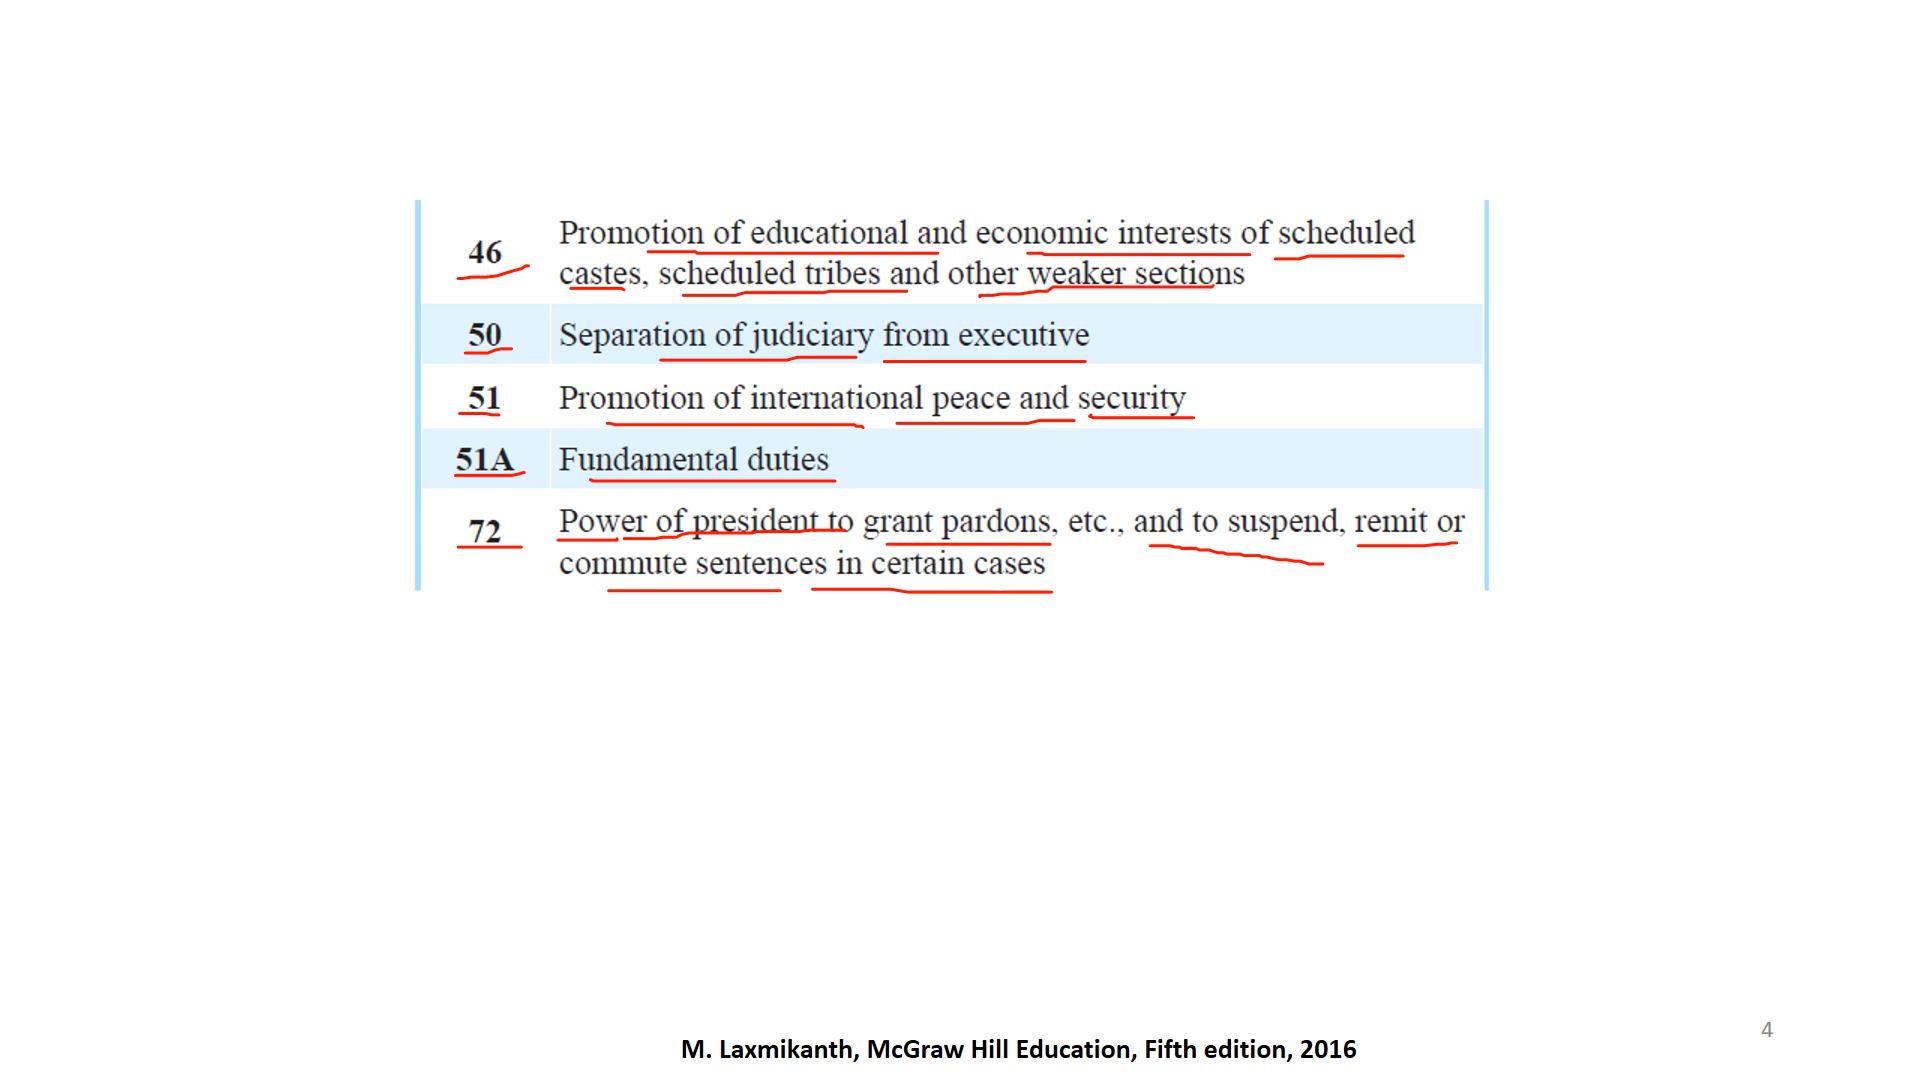 46 Promotion of educational and economic interests of scheduled
castes, scheduled tribes and other weaker sections
50 Separation of judiciary from executive
51 Promotion of international peace and security
51A Fundamental duties
72 Power of president to grant pardons, etc., and to suspend, remit or
commute sentences in certain cases
4
M. Laxmikanth, McGraw Hill Education, Fifth edition, 2016